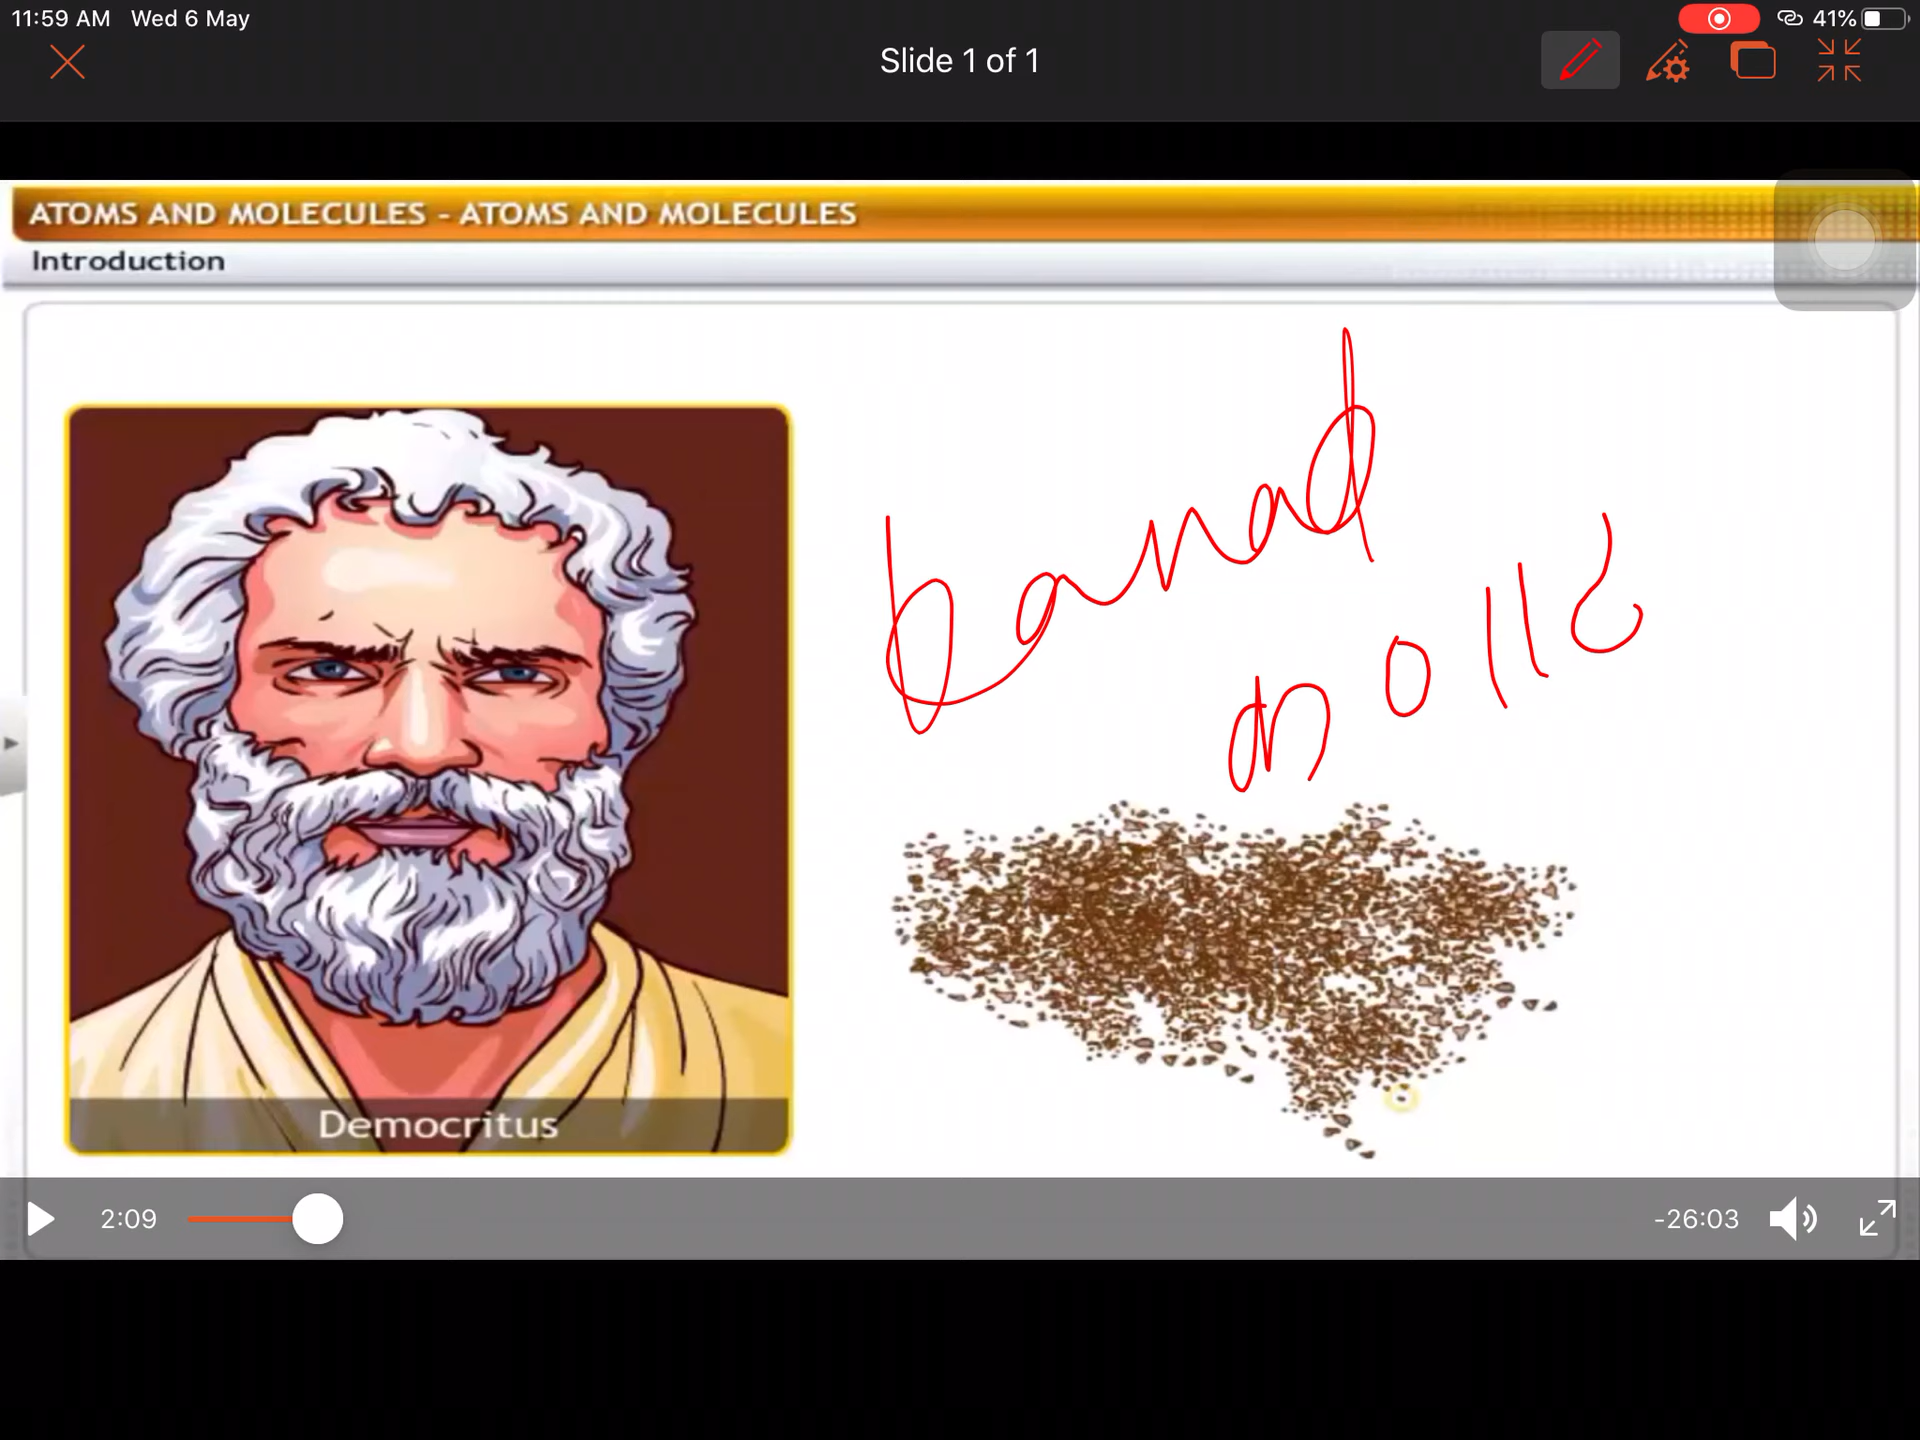 11:59 AM Wed 6 May
41%
Slide 1 of 1
ATOMS AND MOLECULES - ATOMS AND MOLECULES
Introduction
Democritus
2:09
-26:03